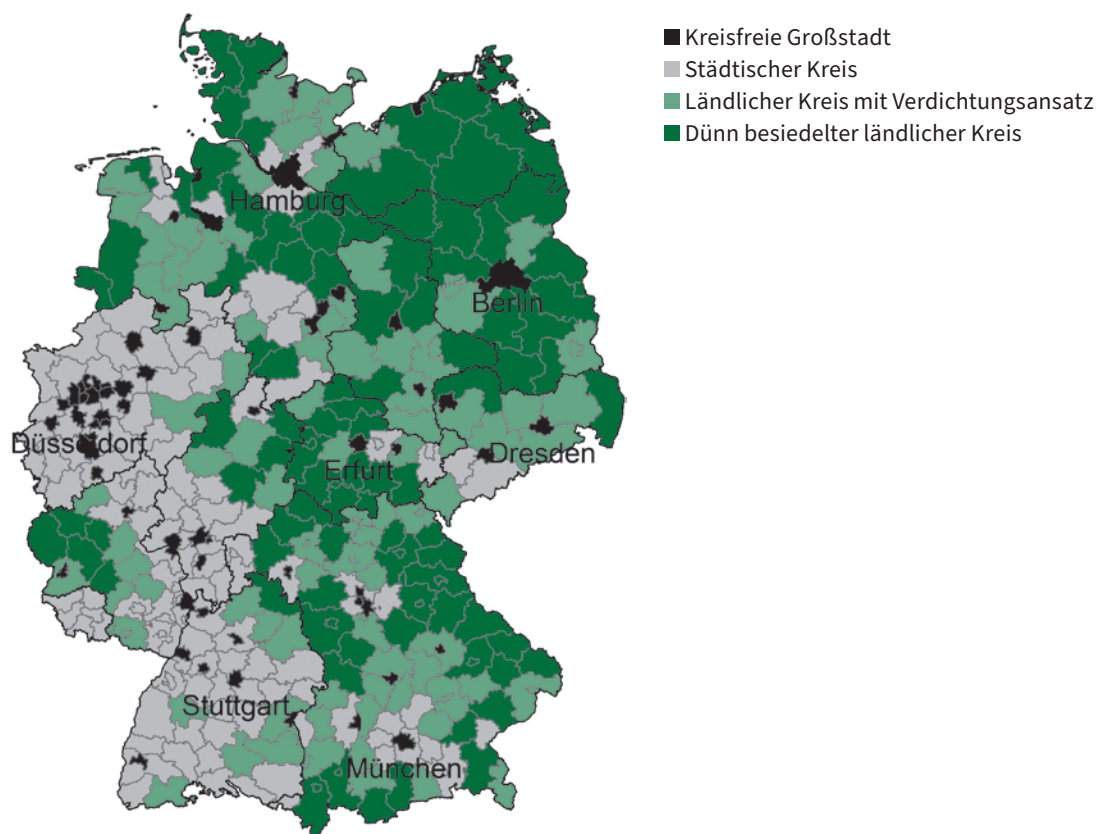 Kreisfreie Großstadt
Städtischer Kreis
Ländlicher Kreis mit Verdichtungsansatz
Dünn besiedelter ländlicher Kreis
Hamburg
Berlin
Düsseldorf
Dresden
Erfurt
Stuttgart
München